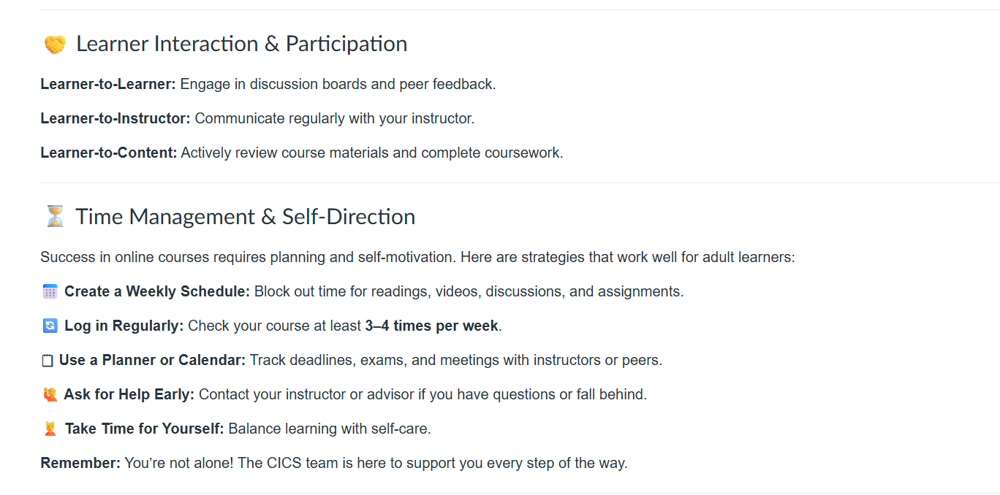 🤝 Learner Interaction & Participation
Learner-to-Learner: Engage in discussion boards and peer feedback.
Learner-to-Instructor: Communicate regularly with your instructor.
Learner-to-Content: Actively review course materials and complete coursework.
⏳ Time Management & Self-Direction
Success in online courses requires planning and self-motivation. Here are strategies that work well for adult learners:
🗓️ Create a Weekly Schedule: Block out time for readings, videos, discussions, and assignments.
🔄 Log in Regularly: Check your course at least 3–4 times per week.
📋 Use a Planner or Calendar: Track deadlines, exams, and meetings with instructors or peers.
🙋 Ask for Help Early: Contact your instructor or advisor if you have questions or fall behind.
💆 Take Time for Yourself: Balance learning with self-care.
Remember: You’re not alone! The CICS team is here to support you every step of the way.